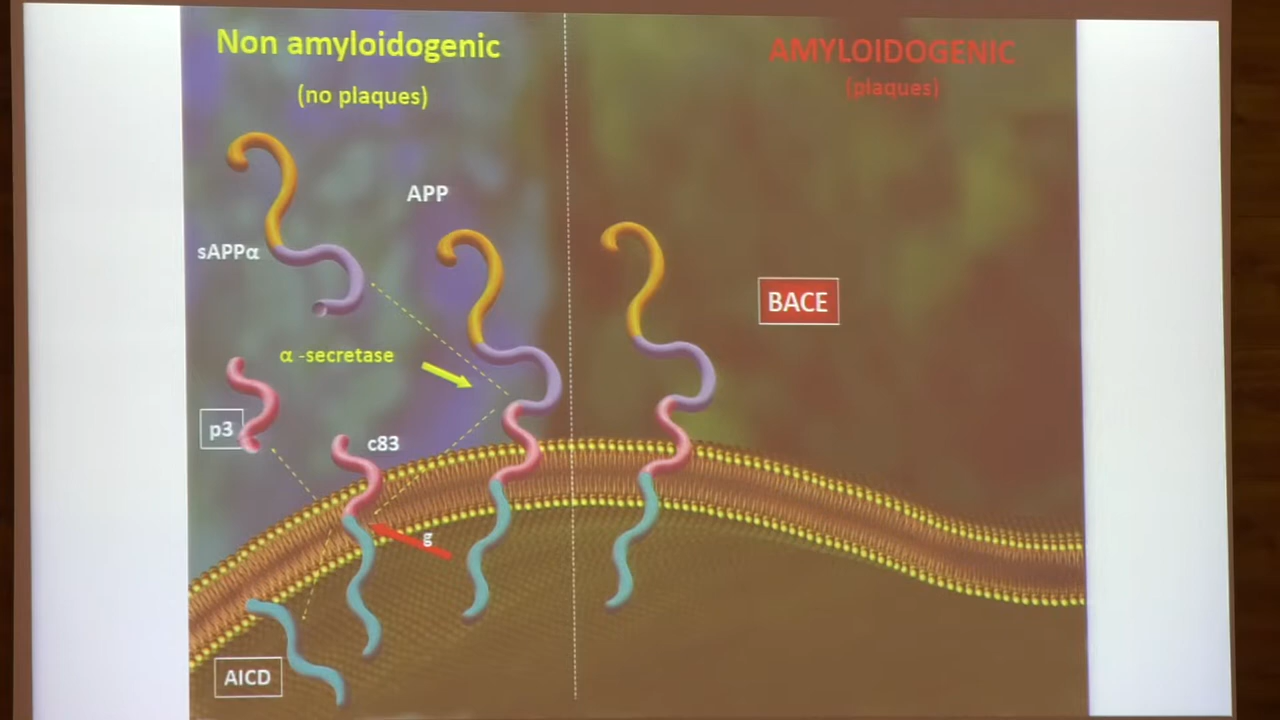 Non amyloidogenic
(no plaques)
AMYLOIDOGENIC
(plaques)
APP
sAPPα
BACE
α -secretase
p3
c83
g
AICD